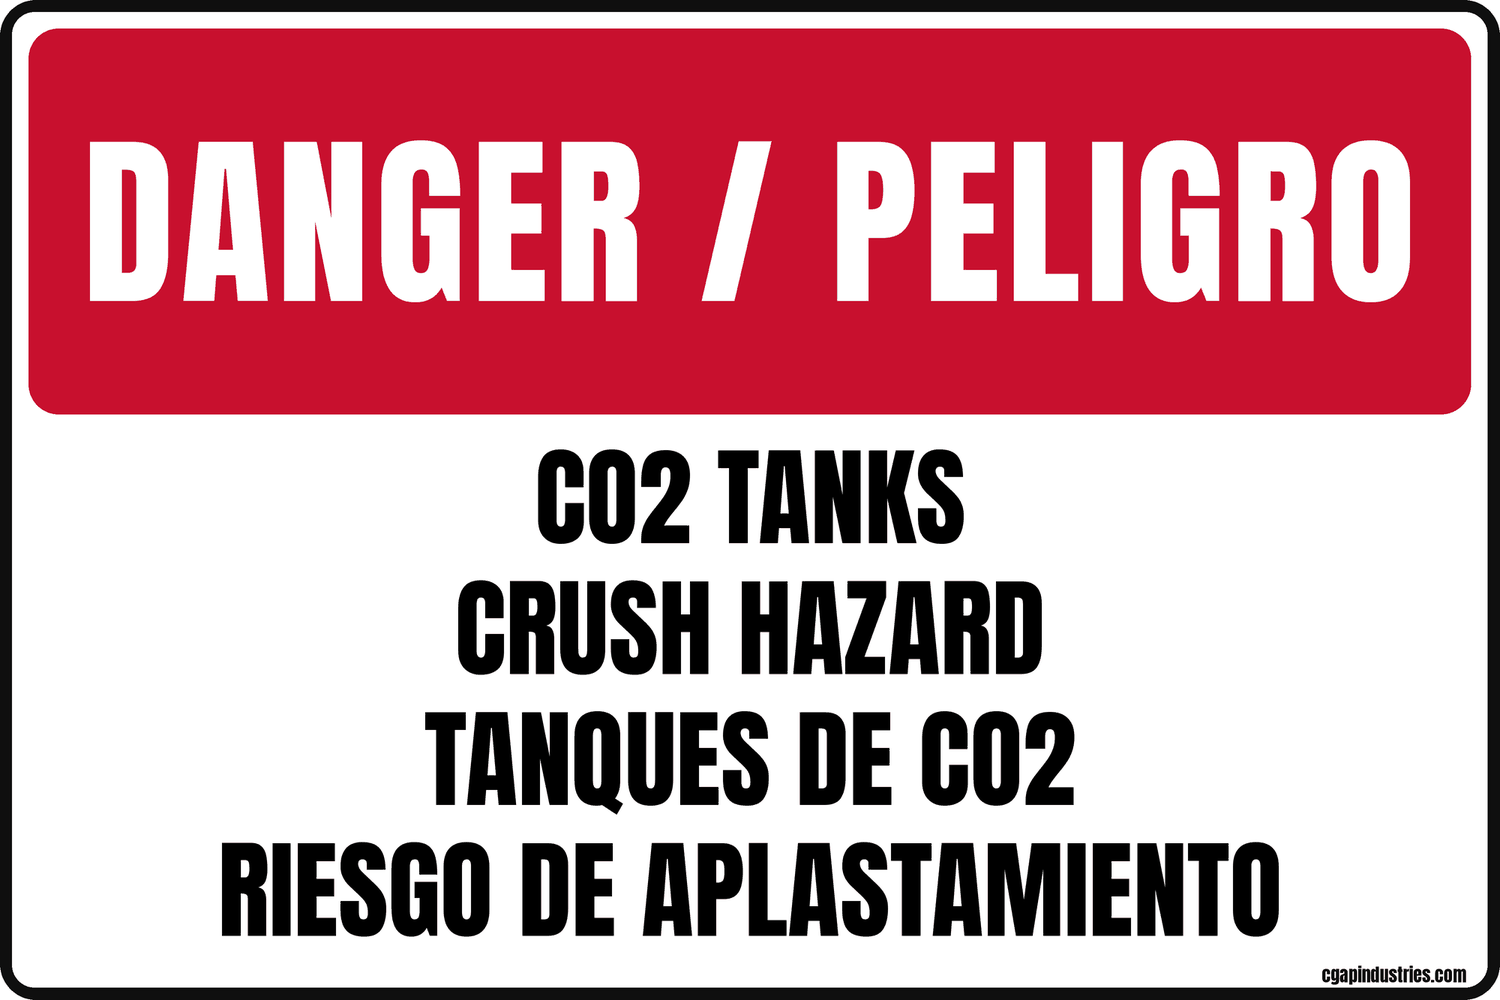 DANGER / PELIGRO
CO2 TANKS
CRUSH HAZARD
TANQUES DE CO2
RIESGO DE APLASTAMIENTO
cgapindustries.com